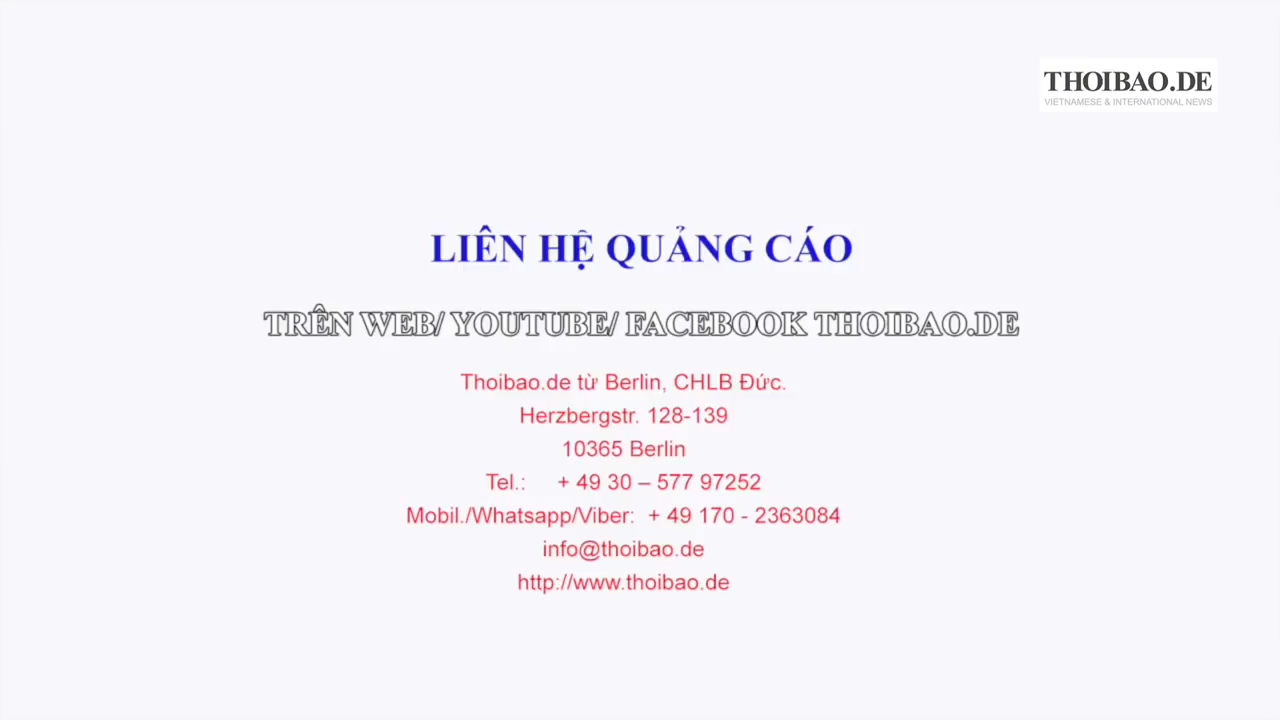 THOIBAO.DE
VIETNAMESE & INTERNATIONAL NEWS
LIÊN HỆ QUẢNG CÁO
TRÊN WEB/ YOUTUBE/ FACEBOOK THOIBAO.DE
Thoibao.de từ Berlin, CHLB Đức.
Herzbergstr. 128-139
10365 Berlin
Tel.: + 49 30 – 577 97252
Mobil./Whatsapp/Viber: + 49 170 - 2363084
info@thoibao.de
http://www.thoibao.de